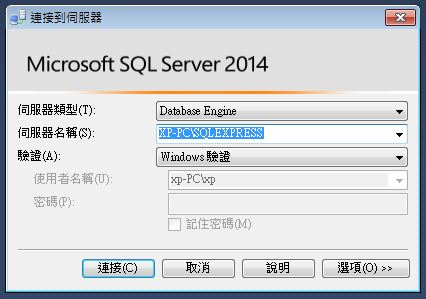 連接到伺服器
Microsoft SQL Server 2014
伺服器類型(T): Database Engine
伺服器名稱(S): XP-PC\SQLEXPRESS
驗證(A): Windows 驗證
使用者名稱(U): xp-PC\xp
密碼(P):
記住密碼(M)
連接(C) 取消 說明 選項(O) >>